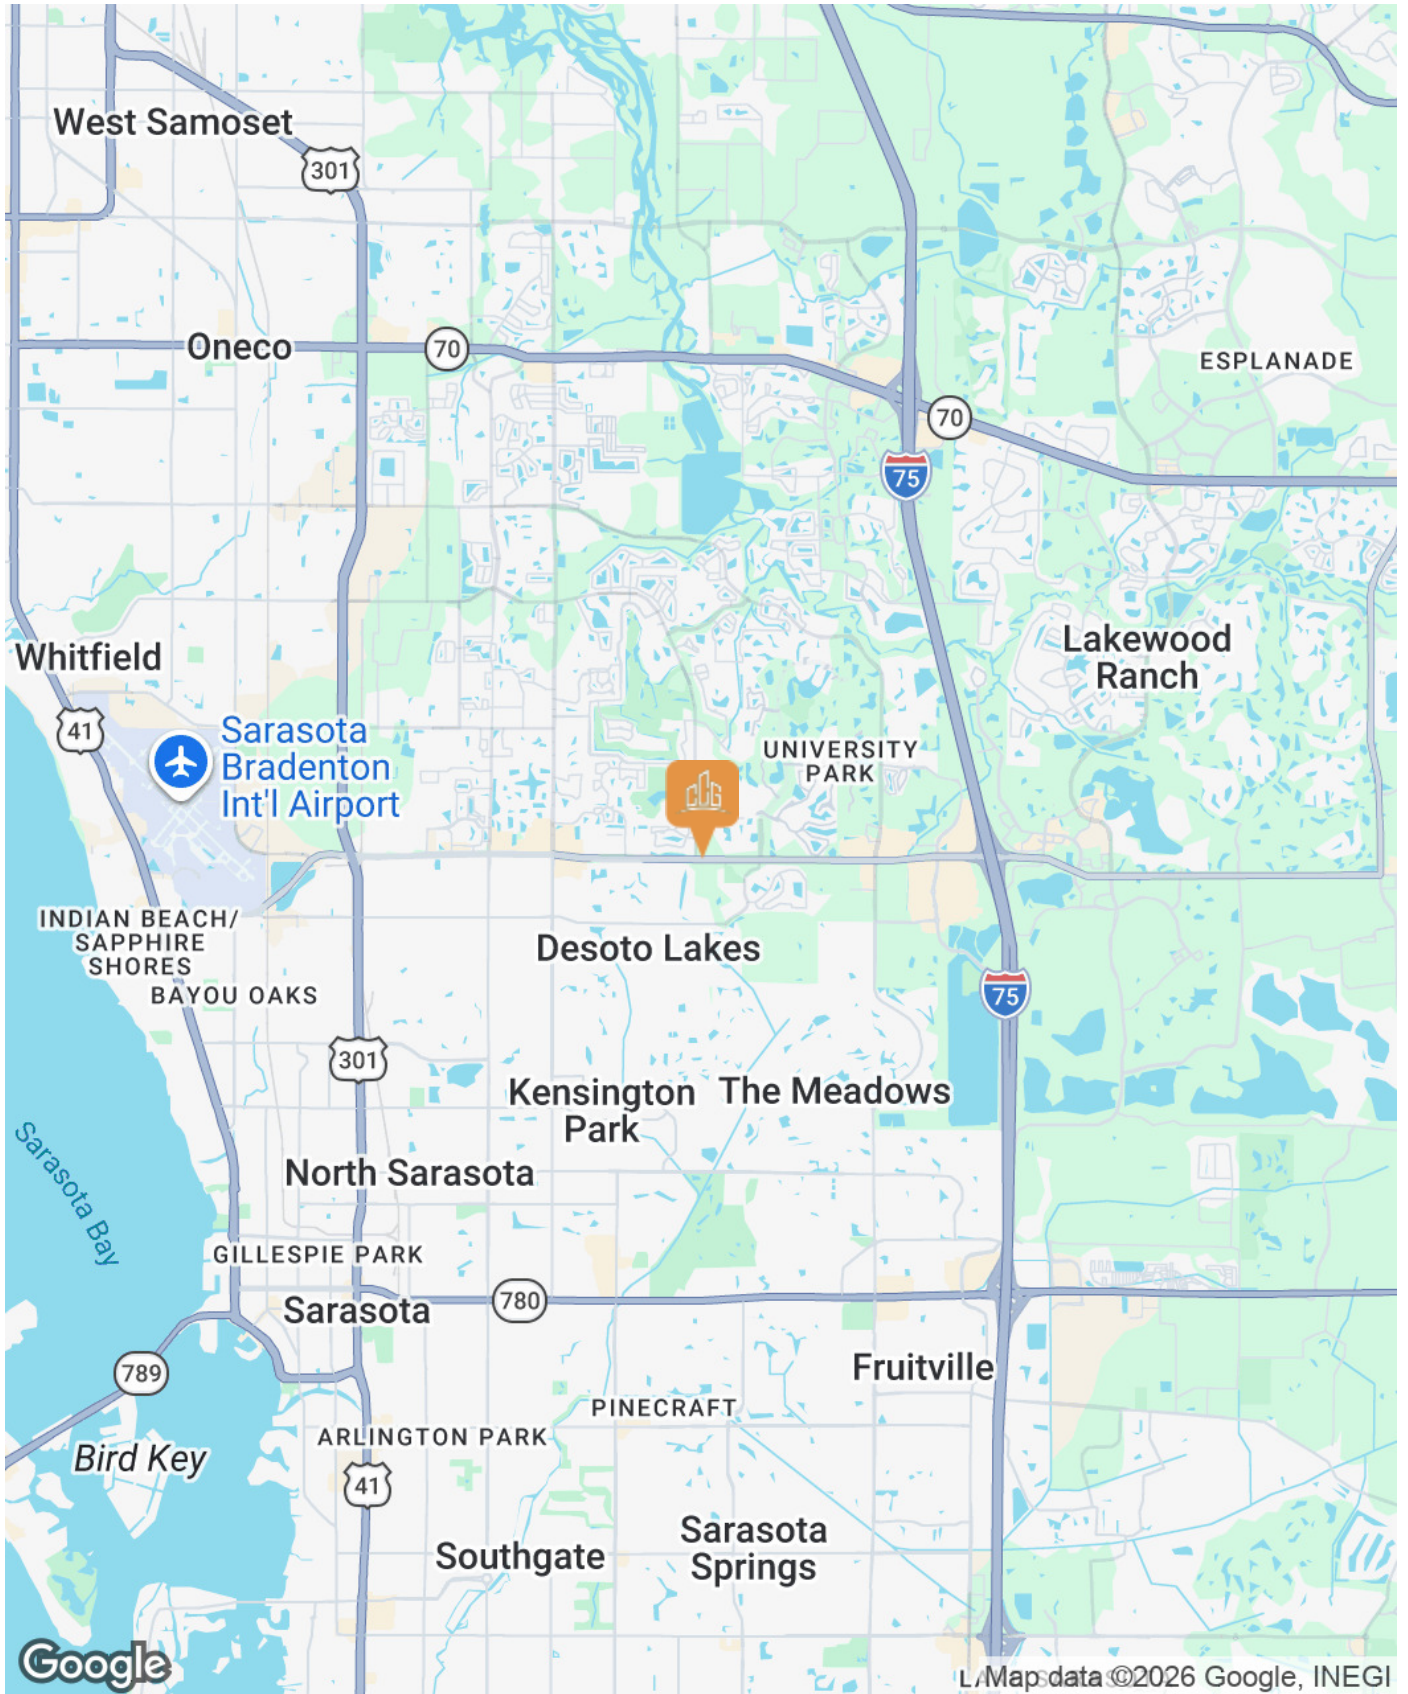 West Samoset
301
Oneco
70
ESPLANADE
70
75
Lakewood
Ranch
Whitfield
41
Sarasota
Bradenton
Int'l Airport
UNIVERSITY
PARK
CCG
INDIAN BEACH/
SAPPHIRE
SHORES
Desoto Lakes
BAYOU OAKS
75
301
Kensington
Park
The Meadows
Sarasota Bay
North Sarasota
GILLESPIE PARK
780
Sarasota
789
Fruitville
PINECRAFT
ARLINGTON PARK
Bird Key
41
Sarasota
Springs
Southgate
Google
Map data ©2026 Google, INEGI